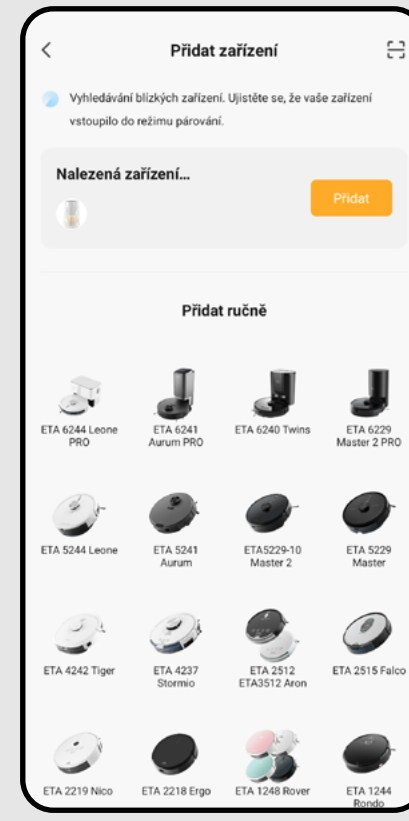 Přidat zařízení
Vyhledávání blízkých zařízení. Ujistěte se, že vaše zařízení
vstoupilo do režimu párování.
Nalezená zařízení...
Přidat
Přidat ručně
ETA 6244 Leone
PRO
ETA 6241
Aurum PRO
ETA 6240 Twins
ETA 6229
Master 2 PRO
ETA 5244 Leone
ETA 5241
Aurum
ETA5229-10
Master 2
ETA 5229
Master
ETA 4242 Tiger
ETA 4237
Stormio
ETA 2512
ETA3512 Aron
ETA 2515 Falco
ETA 2219 Nico
ETA 2218 Ergo
ETA 1248 Rover
ETA 1244
Rondo